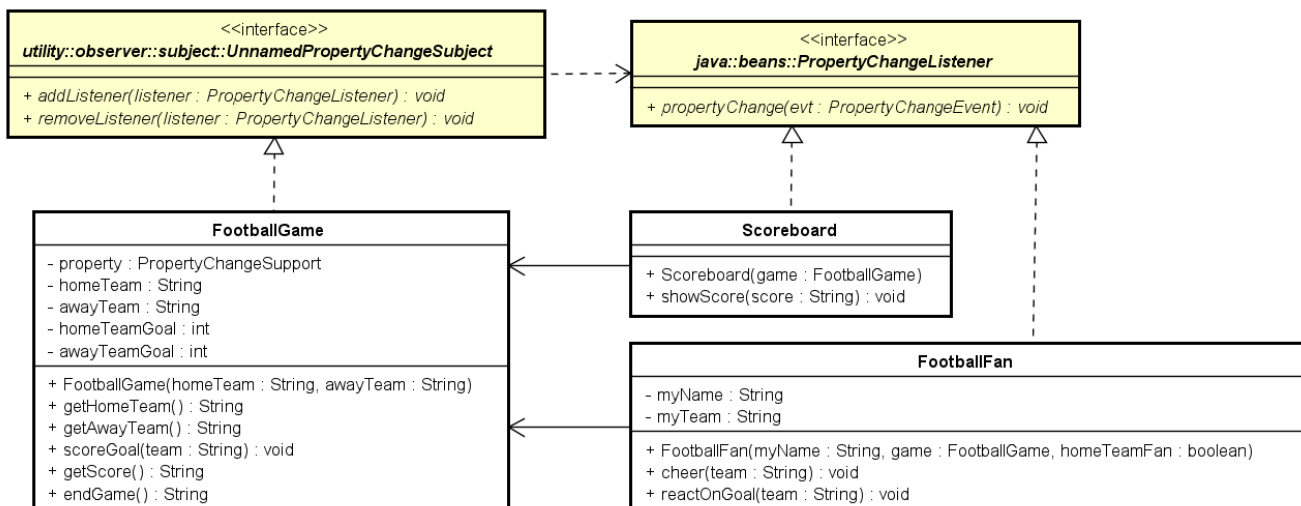 <<interface>>
utility::observer::subject::UnnamedPropertyChangeSubject
+ addListener(listener : PropertyChangeListener) : void
+ removeListener(listener : PropertyChangeListener) : void
<<interface>>
java::beans::PropertyChangeListener
+ propertyChange(evt : PropertyChangeEvent) : void
FootballGame
- property : PropertyChangeSupport
- homeTeam : String
- awayTeam : String
- homeTeamGoal : int
- awayTeamGoal : int
+ FootballGame(homeTeam : String, awayTeam : String)
+ getHomeTeam() : String
+ getAwayTeam() : String
+ scoreGoal(team : String) : void
+ getScore() : String
+ endGame() : String
Scoreboard
+ Scoreboard(game : FootballGame)
+ showScore(score : String) : void
FootballFan
- myName : String
- myTeam : String
+ FootballFan(myName : String, game : FootballGame, homeTeamFan : boolean)
+ cheer(team : String) : void
+ reactOnGoal(team : String) : void